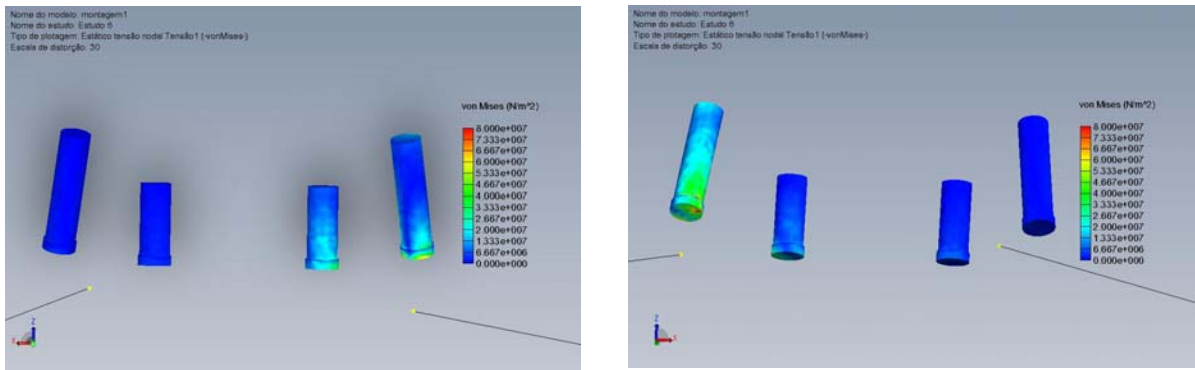 Nome do modelo: montagem1
Nome do estudo: Estudo 6
Tipo de plotagem: Estático tensão nodal Tensão1 (-vonMises-)
Escala de distorção: 30
von Mises (N/m^2)
8.000e+007
7.333e+007
6.667e+007
6.000e+007
5.333e+007
4.667e+007
4.000e+007
3.333e+007
2.667e+007
2.000e+007
1.333e+007
6.667e+006
0.000e+000
Z
X
Nome do modelo: montagem1
Nome do estudo: Estudo 6
Tipo de plotagem: Estático tensão nodal Tensão1 (-vonMises-)
Escala de distorção: 30
von Mises (N/m^2)
8.000e+007
7.333e+007
6.667e+007
6.000e+007
5.333e+007
4.667e+007
4.000e+007
3.333e+007
2.667e+007
2.000e+007
1.333e+007
6.667e+006
0.000e+000
Z
X